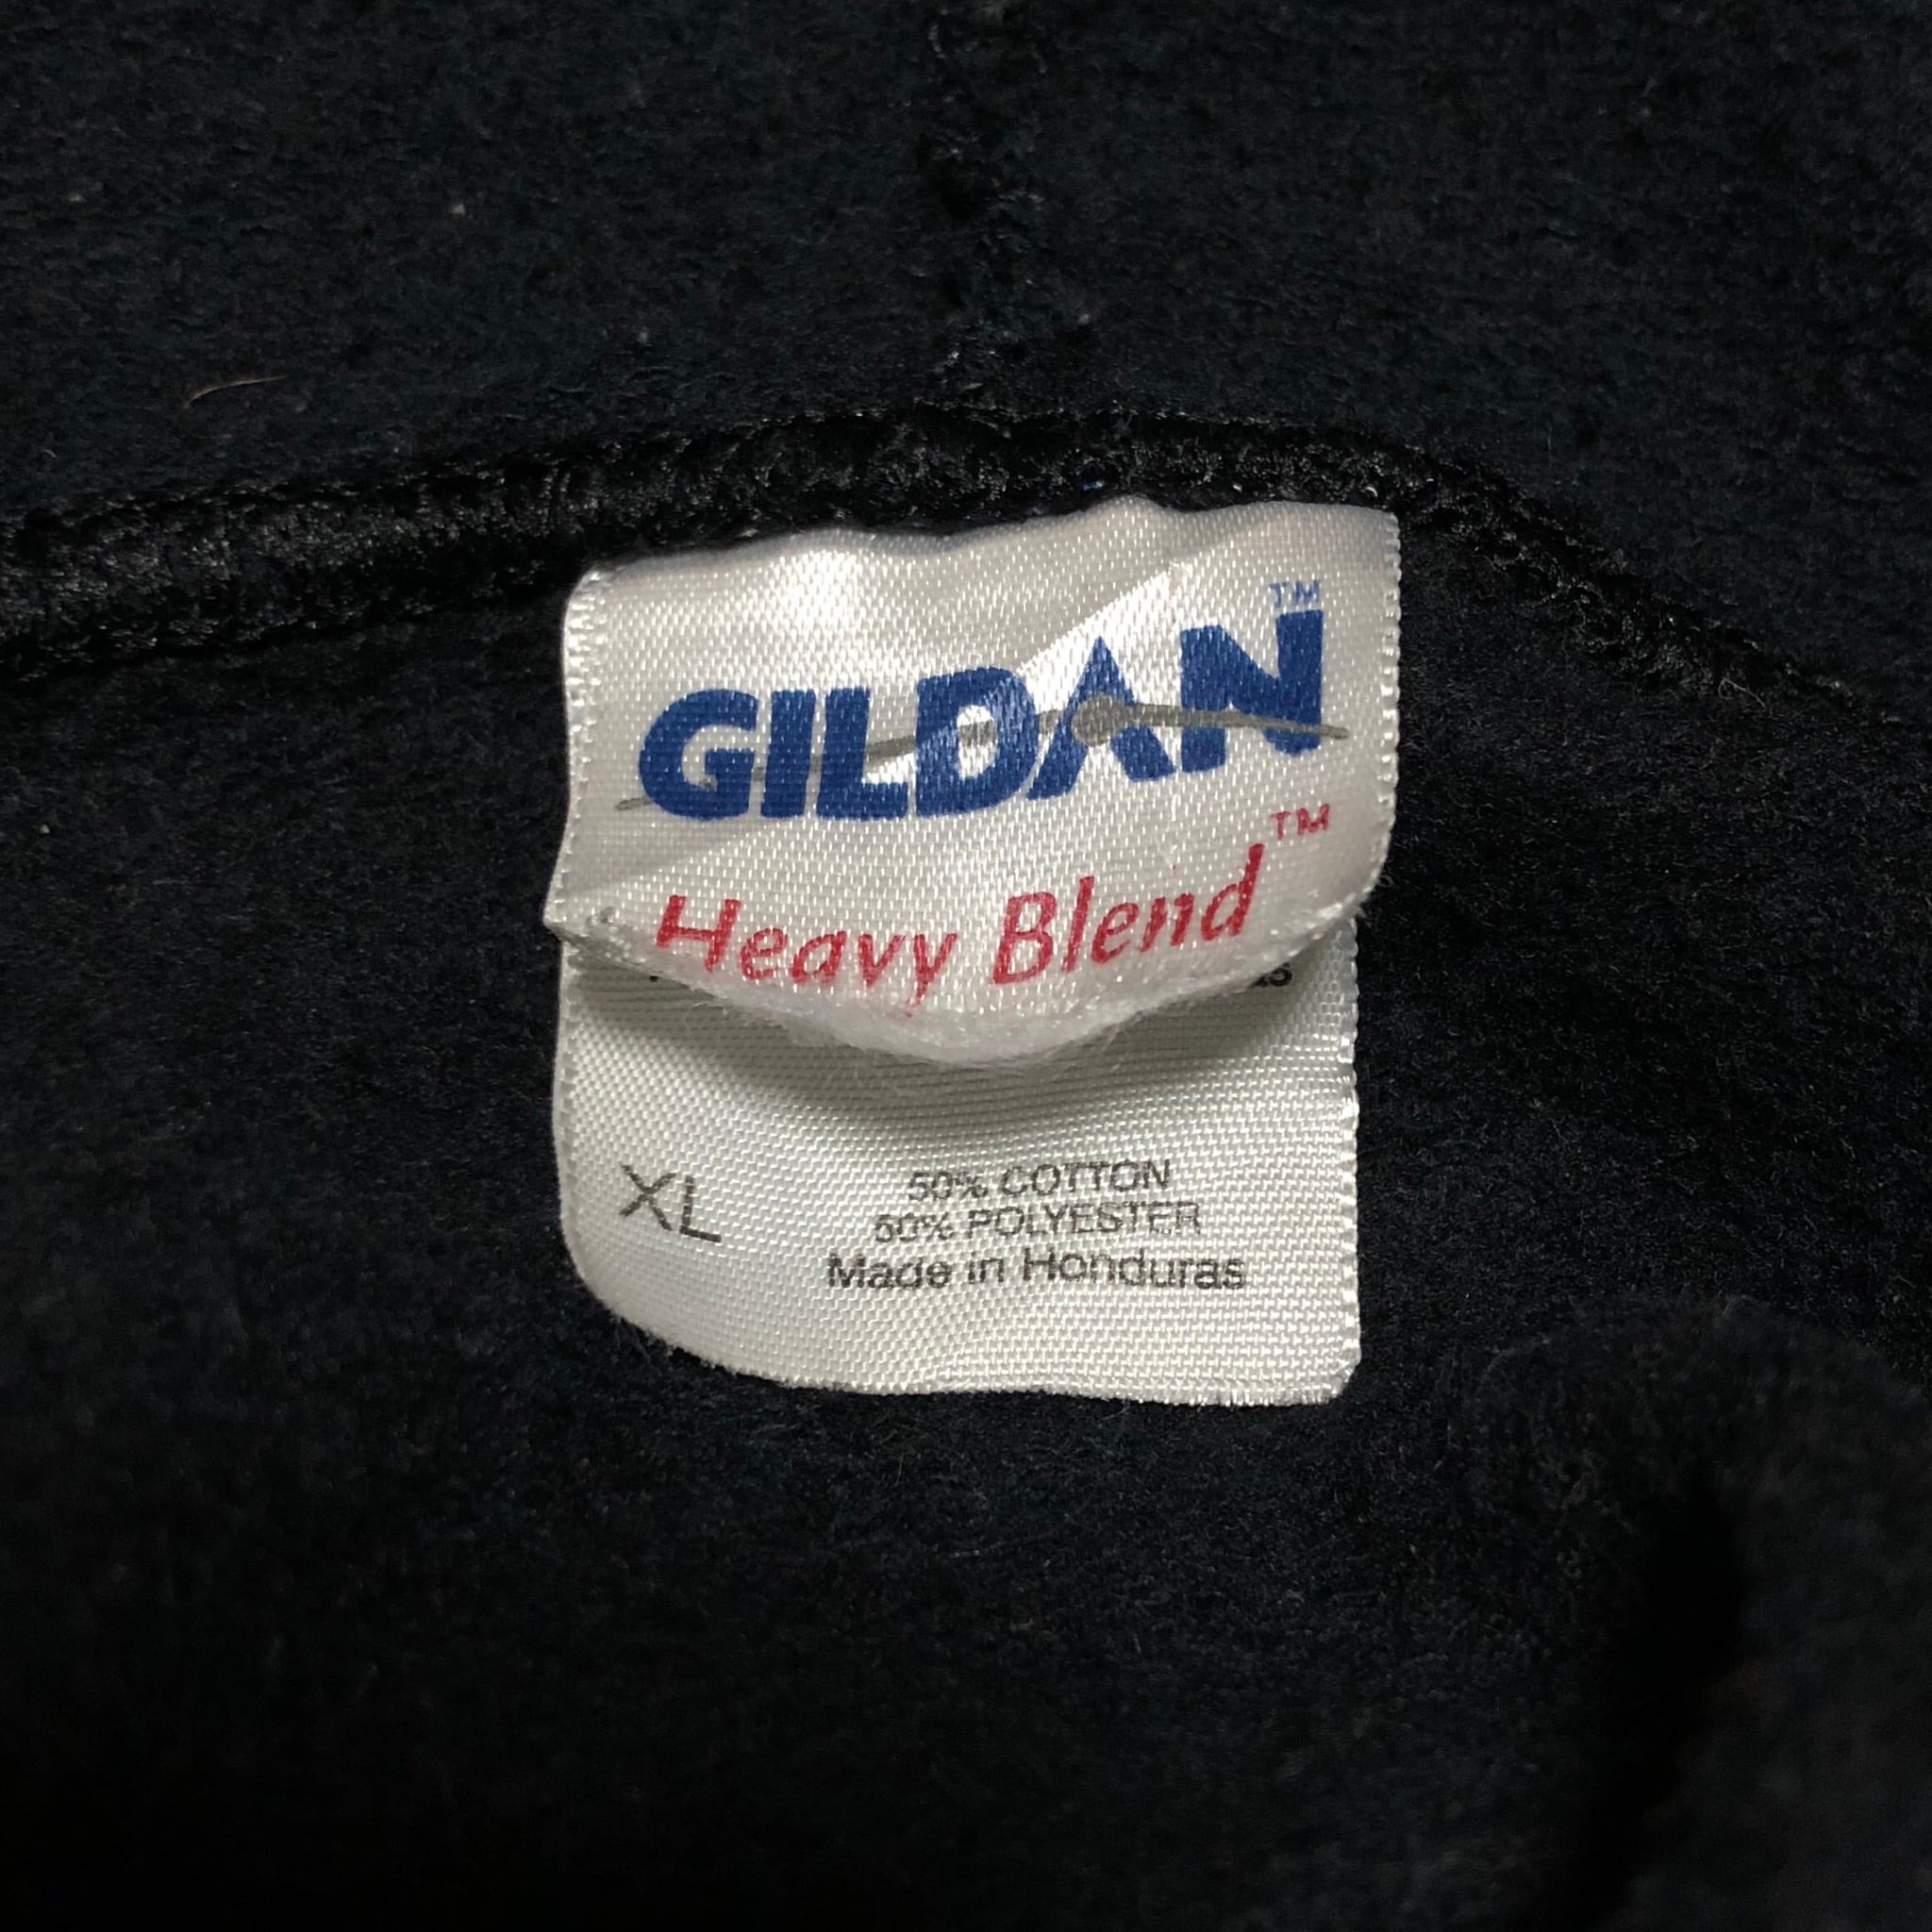 GILDAN™
Heavy Blend™
XL
50% COTTON
50% POLYESTER
Made in Honduras